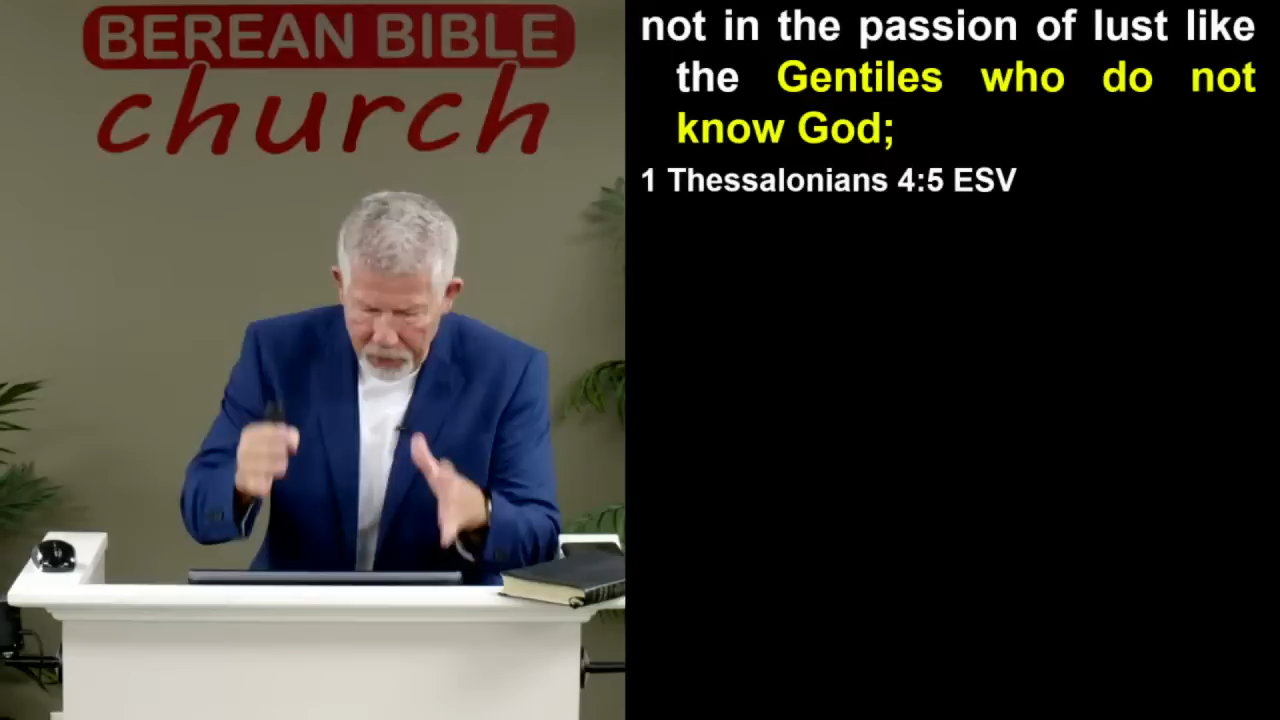 BEREAN BIBLE
church
not in the passion of lust like
the Gentiles who do not
know God;
1 Thessalonians 4:5 ESV